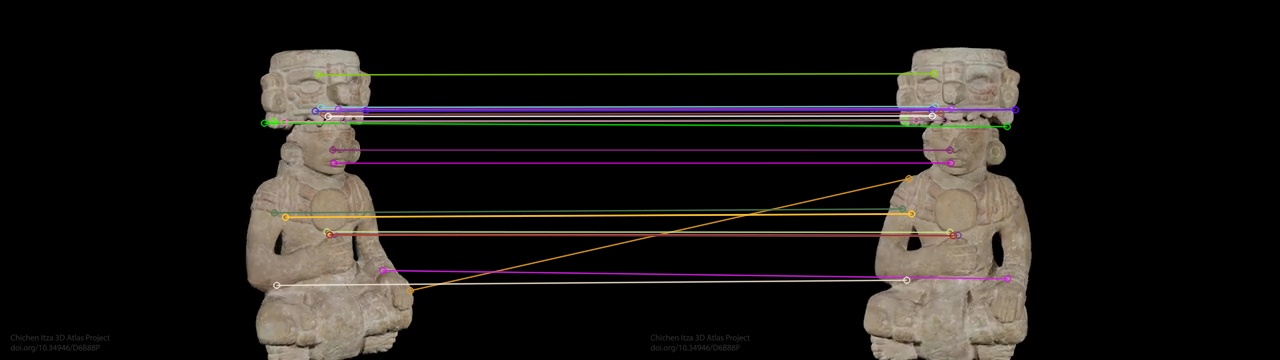 Chichen Itza 3D Atlas Project
doi.org/10.34946/D6B88P
Chichen Itza 3D Atlas Project
doi.org/10.34946/D6B88P